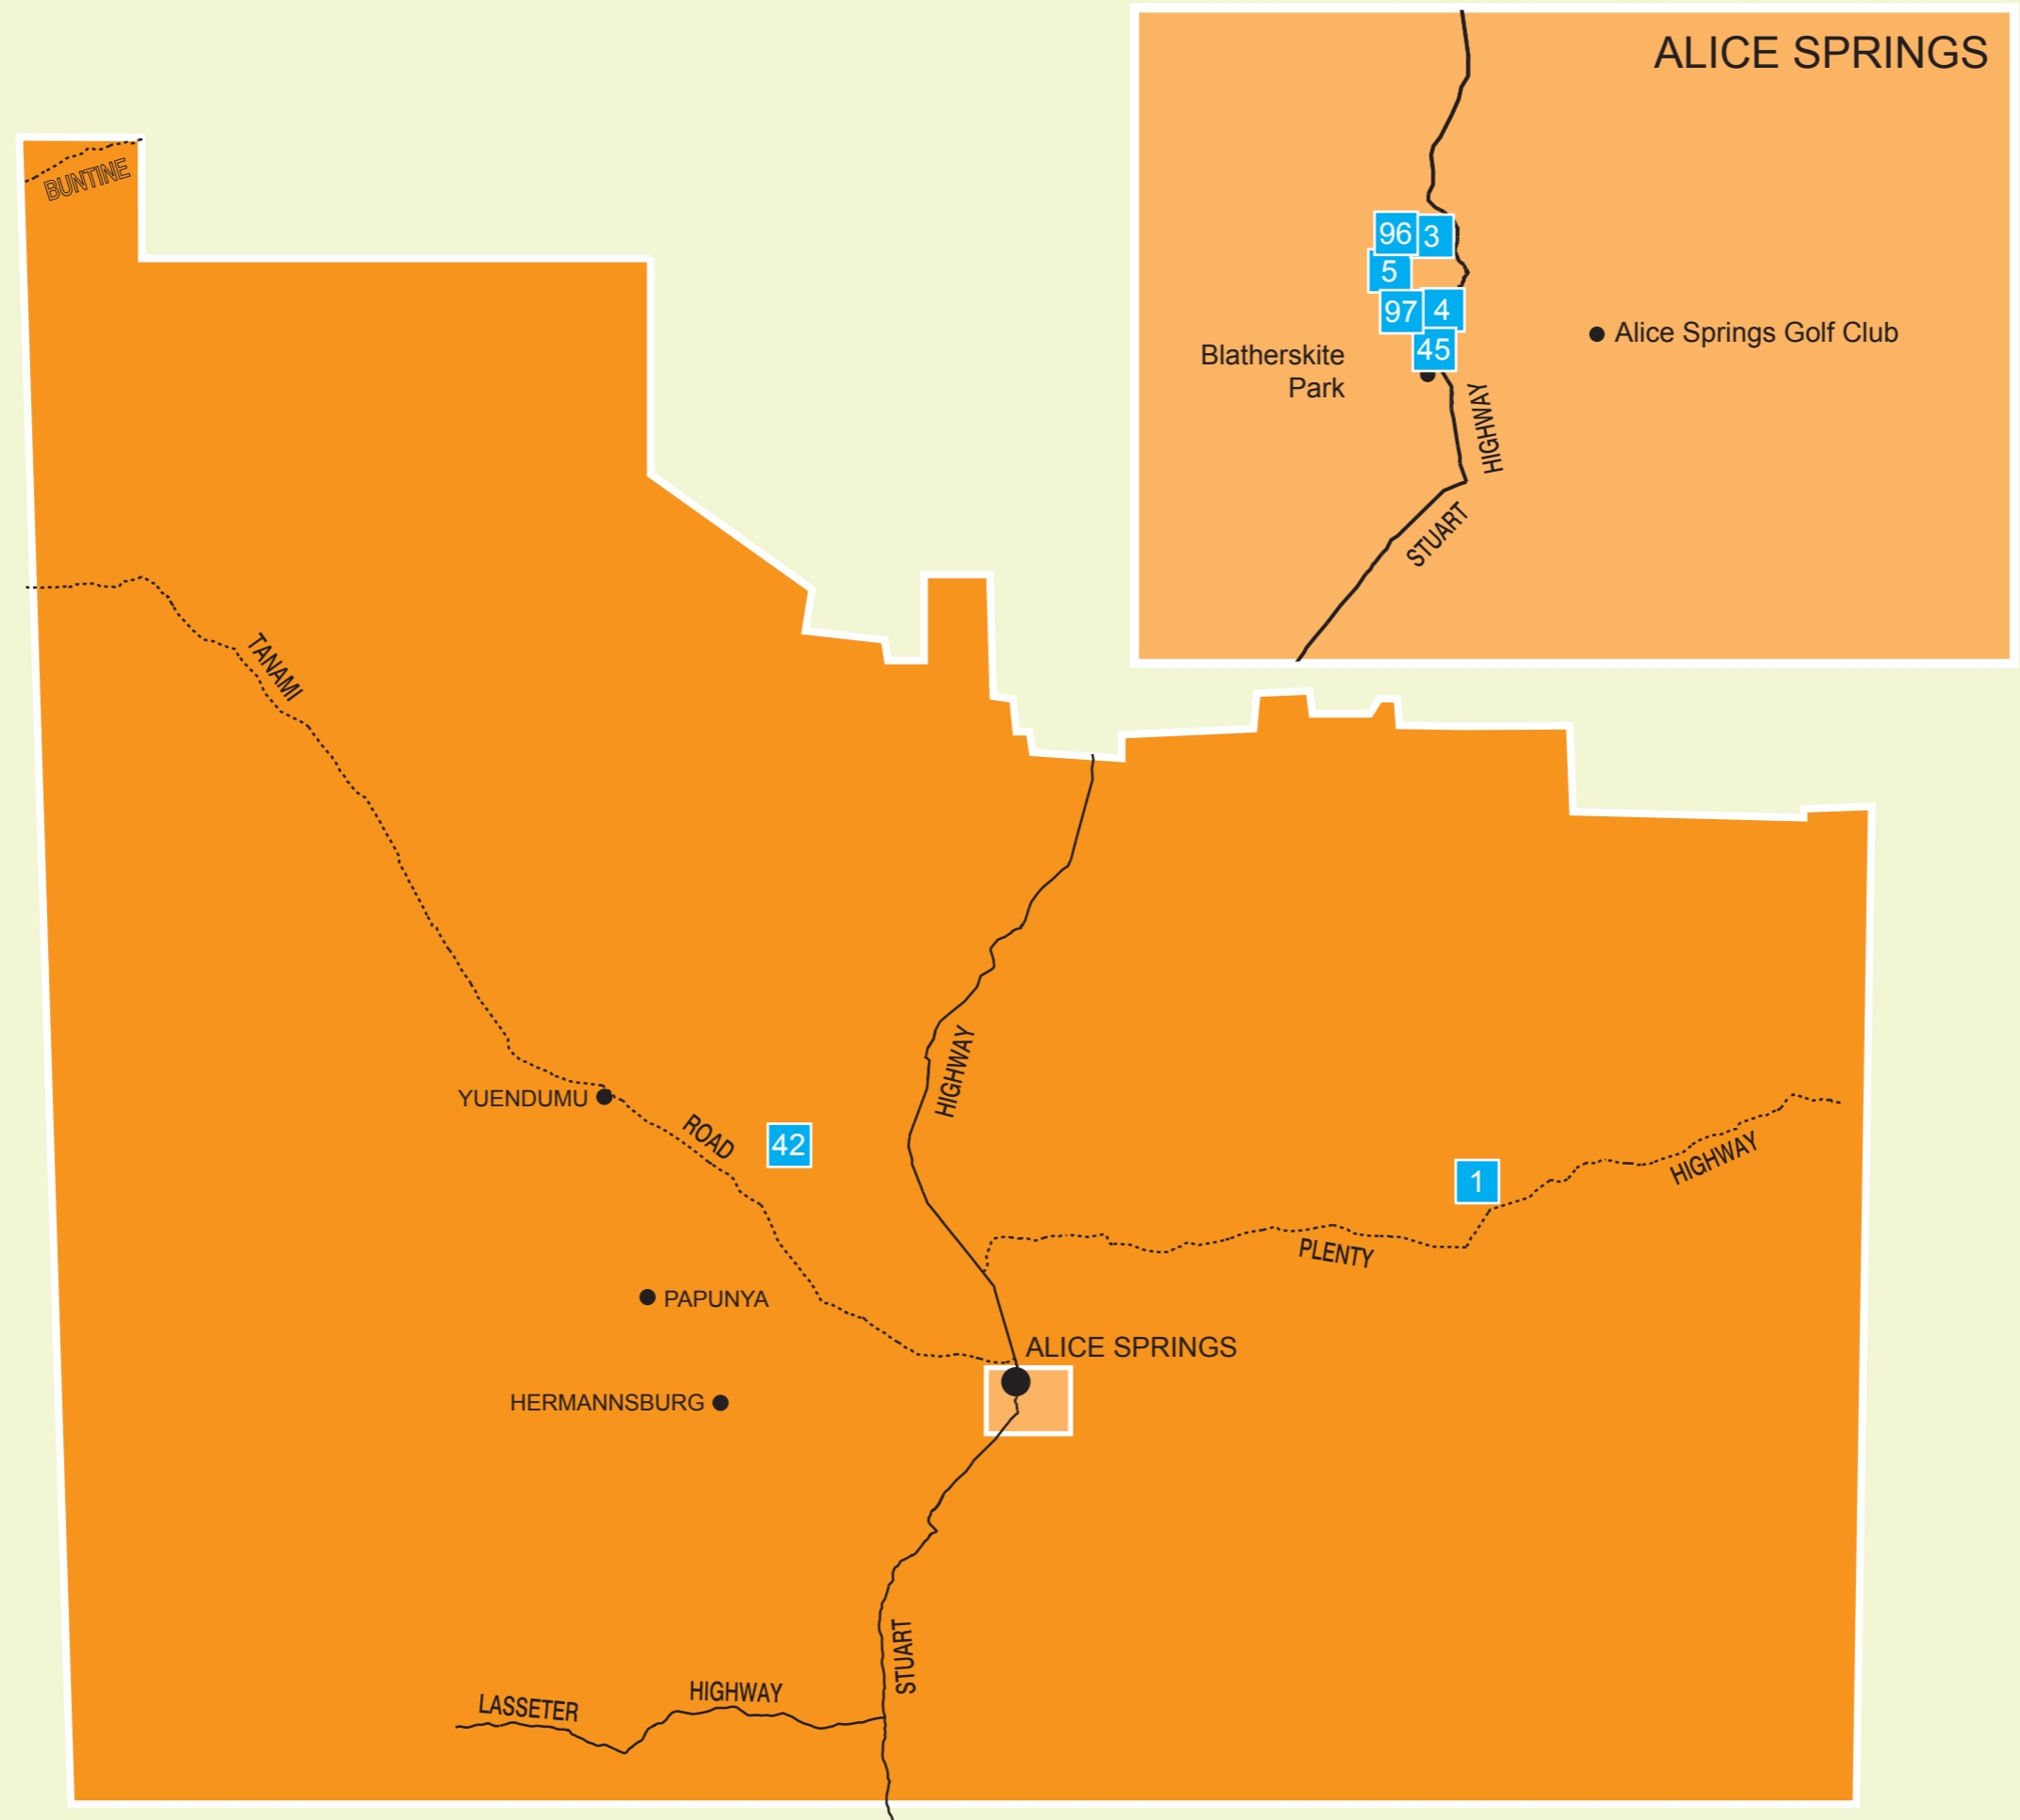 ALICE SPRINGS
BUNTINE
96
3
5
97
4
45
Blatherskite
Park
Alice Springs Golf Club
HIGHWAY
STUART
TANAMI
HIGHWAY
YUENDUMU
ROAD
42
1
HIGHWAY
PLENTY
PAPUNYA
ALICE SPRINGS
HERMANNSBURG
STUART
LASSETER
HIGHWAY